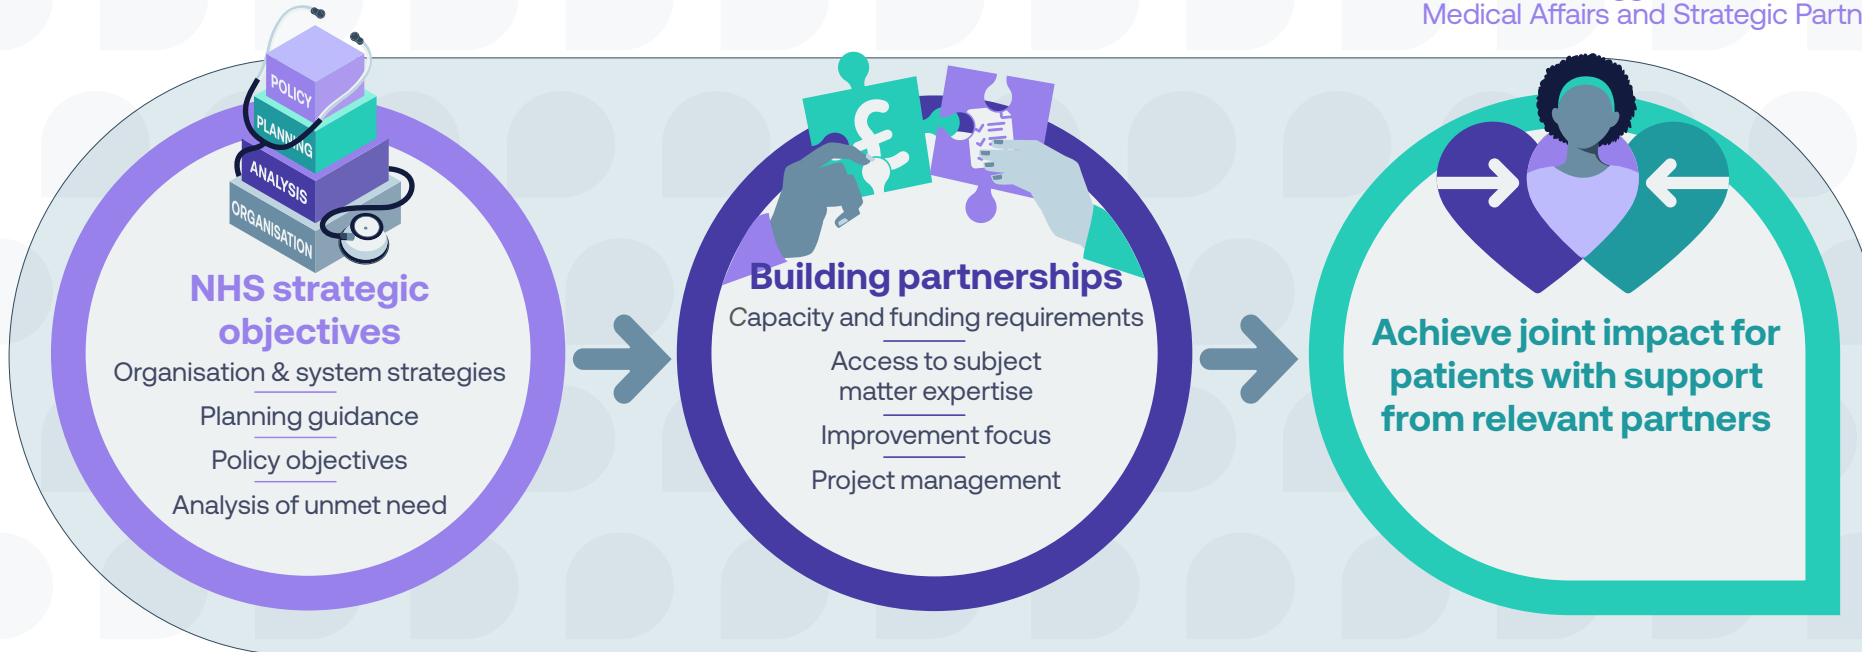 Medical Affairs and Strategic
POLICY
PLANNING
ANALYSIS
ORGANISATION
NHS strategic
objectives
Organisation & system strategies
Planning guidance
Policy objectives
Analysis of unmet need
£
Building partnerships
Capacity and funding requirements
Access to subject
matter expertise
Improvement focus
Project management
Achieve joint impact for
patients with support
from relevant partners